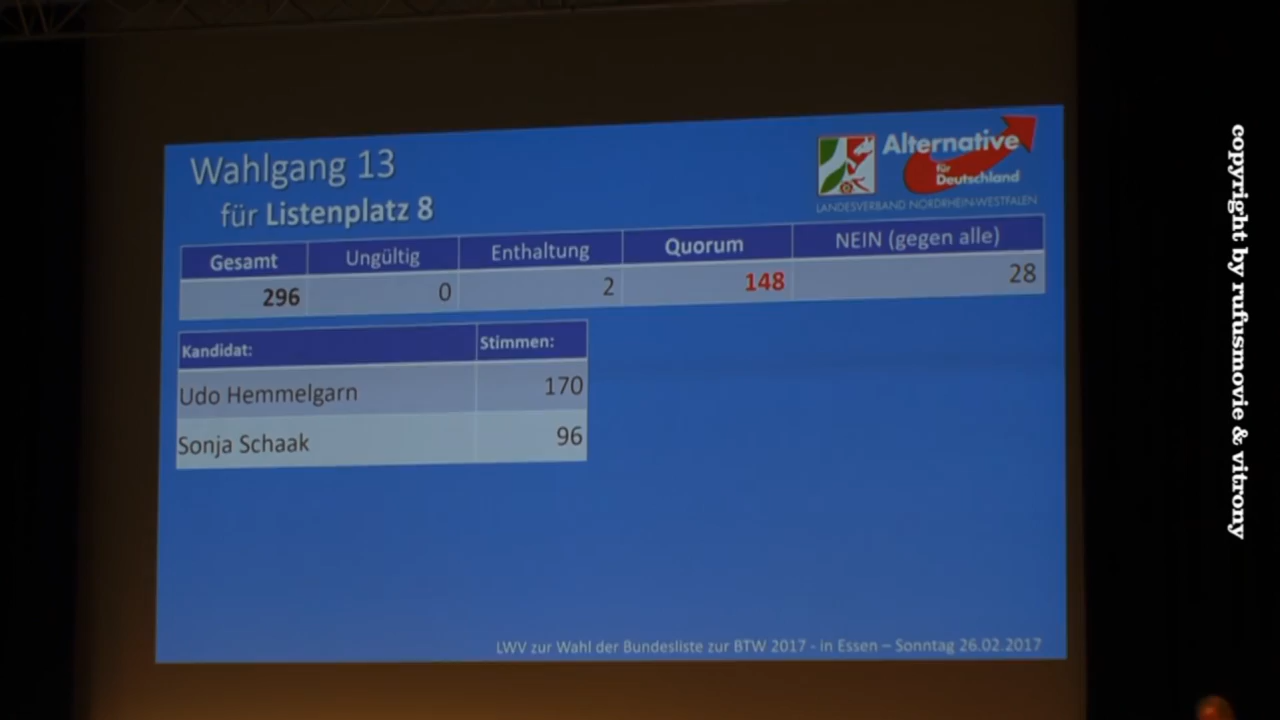 Wahlgang 13
für Listenplatz 8
Alternative
für
Deutschland
LANDESVERBAND NORDRHEIN-WESTFALEN
Gesamt Ungültig Enthaltung Quorum NEIN (gegen alle)
296 0 2 148 28
Kandidat: Stimmen:
Udo Hemmelgarn 170
Sonja Schaak 96
LWV zur Wahl der Bundesliste zur BTW 2017 - in Essen – Sonntag 26.02.2017
copyright by rufusmovie & vitrony